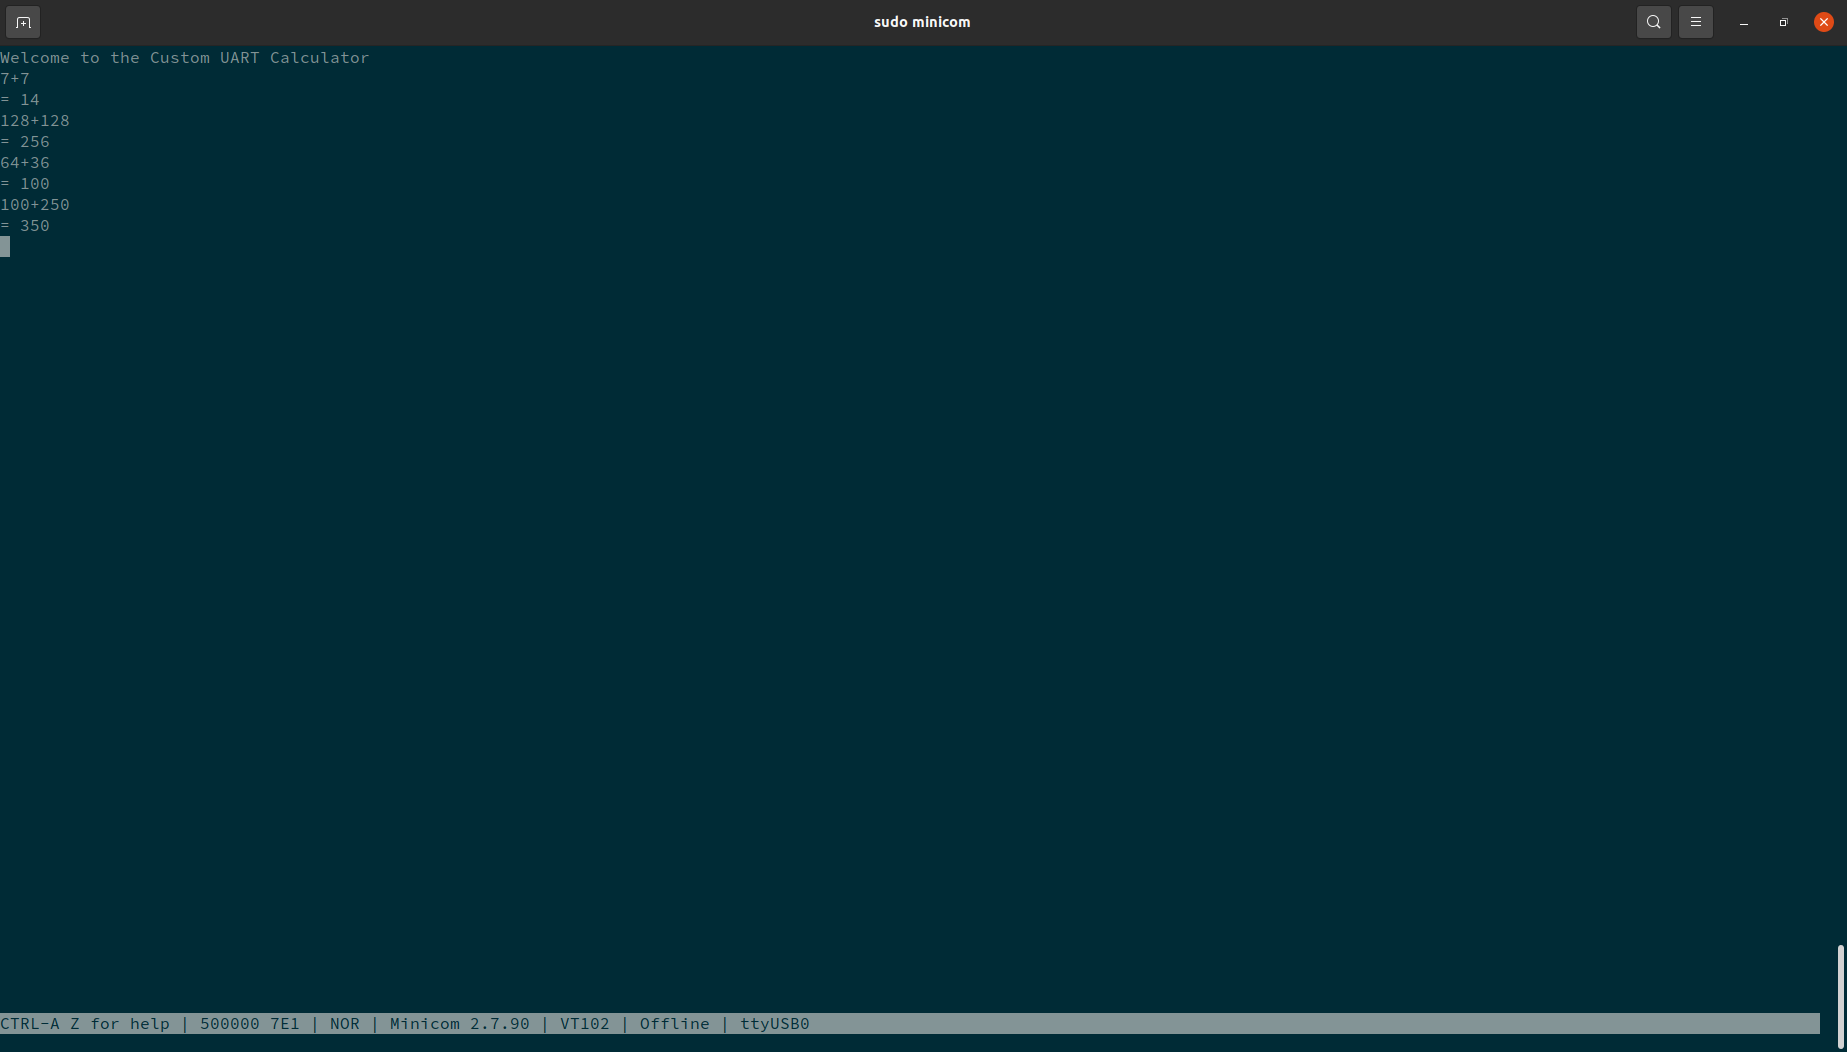 sudo minicom
Welcome to the Custom UART Calculator
7+7
= 14
128+128
= 256
64+36
= 100
100+250
= 350
CTRL-A Z for help | 500000 7E1 | NOR | Minicom 2.7.90 | VT102 | Offline | ttyUSB0